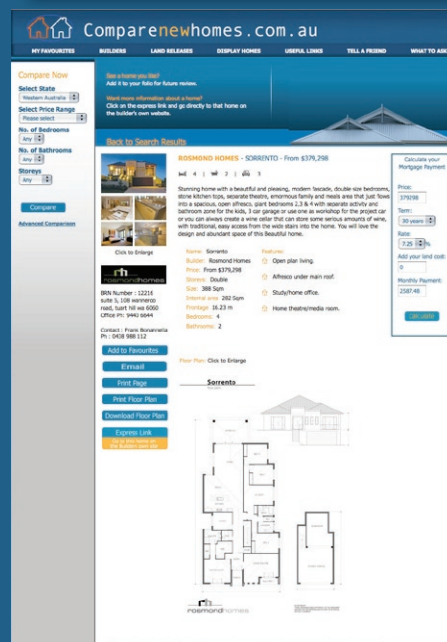 Comparenewhomes.com.au
MY FAVOURITES BUILDERS LAND RELEASES DISPLAY HOMES USEFUL LINKS TELL A FRIEND WHAT TO ASK
Compare Now
Select State
Western Australia
Select Price Range
Please select
No. of Bedrooms
Any
No. of Bathrooms
Any
Storeys
Any
Compare
Advanced Comparison
See a home you like?
Add it to your folio for future review.
Want more information about a home?
Click on the express link and go directly to that home on
the builder's own website.
Back to Search Results
Click to Enlarge
rosmondhomes
BRN Number : 12216
suite 5, 108 wanneroo
road, tuart hill wa 6060
Office Ph: 9440 6644
Contact : Frank Bonanneria
Ph : 0438 988 112
Add to Favourites
Email
Print Page
Print Floor Plan
Download Floor Plan
Express Link
Go to this home on
the Builders own site
ROSMOND HOMES - SORRENTO - From $379,298
4 | 2 | 3
Stunning home with a beautiful and pleasing, modern fascade, double size bedrooms,
stone kitchen tops, separate theatre, enormous family and meals area that just flows
into a spacious, open alfresco, giant bedrooms 2,3 & 4 with separate activity and
bathroom zone for the kids, 3 car garage or use one as workshop for the project car
or you can always create a wine cellar that can store some serious amounts of wine,
with traditional, easy access from the wide stairs into the home. You will love the
design and abundant space of this Beautiful home.
Name: Sorrento
Builder: Rosmond Homes
Price: From $379,298
Storeys: Double
Size: 388 Sqm
Internal area: 282 Sqm
Frontage 16.23 m
Bedrooms: 4
Bathrooms: 2
Features:
Open plan living.
Alfresco under main roof.
Study/home office.
Home theatre/media room.
Calculate your
Mortgage Payment
Price:
379298
Term:
30 years
Rate:
7.25 %
Add your land cost:
0
Monthly Payment:
2587.48
Calculate
Floor Plan: Click to Enlarge
Sorrento
rh
rosmondhomes